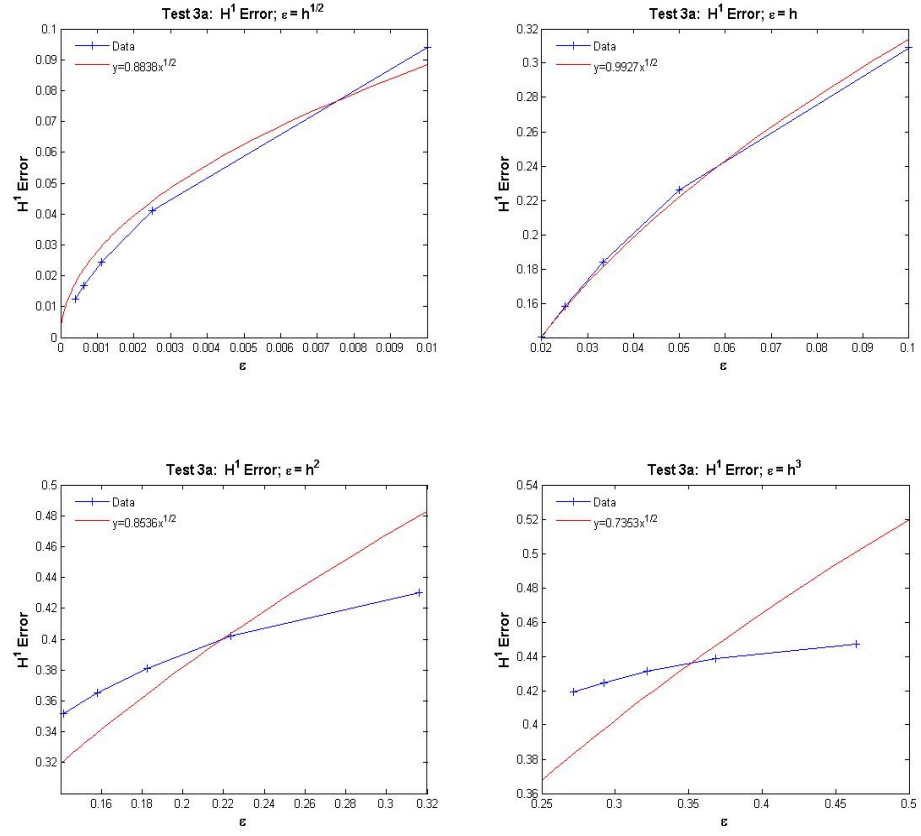 Test 3a: H¹ Error; ε = h^{1/2}
Data
y=0.8838x^{1/2}
0.1
0.09
0.08
0.07
0.06
0.05
0.04
0.03
0.02
0.01
0
H¹ Error
0 0.001 0.002 0.003 0.004 0.005 0.006 0.007 0.008 0.009 0.01
ε
Test 3a: H¹ Error; ε = h
Data
y=0.9927x^{1/2}
0.32
0.3
0.28
0.26
0.24
0.22
0.2
0.18
0.16
H¹ Error
0.02 0.03 0.04 0.05 0.06 0.07 0.08 0.09 0.1
ε
Test 3a: H¹ Error; ε = h²
Data
y=0.8536x^{1/2}
0.5
0.48
0.46
0.44
0.42
0.4
0.38
0.36
0.34
0.32
H¹ Error
0.16 0.18 0.2 0.22 0.24 0.26 0.28 0.3 0.32
ε
Test 3a: H¹ Error; ε = h³
Data
y=0.7353x^{1/2}
0.54
0.52
0.5
0.48
0.46
0.44
0.42
0.4
0.38
0.36
H¹ Error
0.25 0.3 0.35 0.4 0.45 0.5
ε